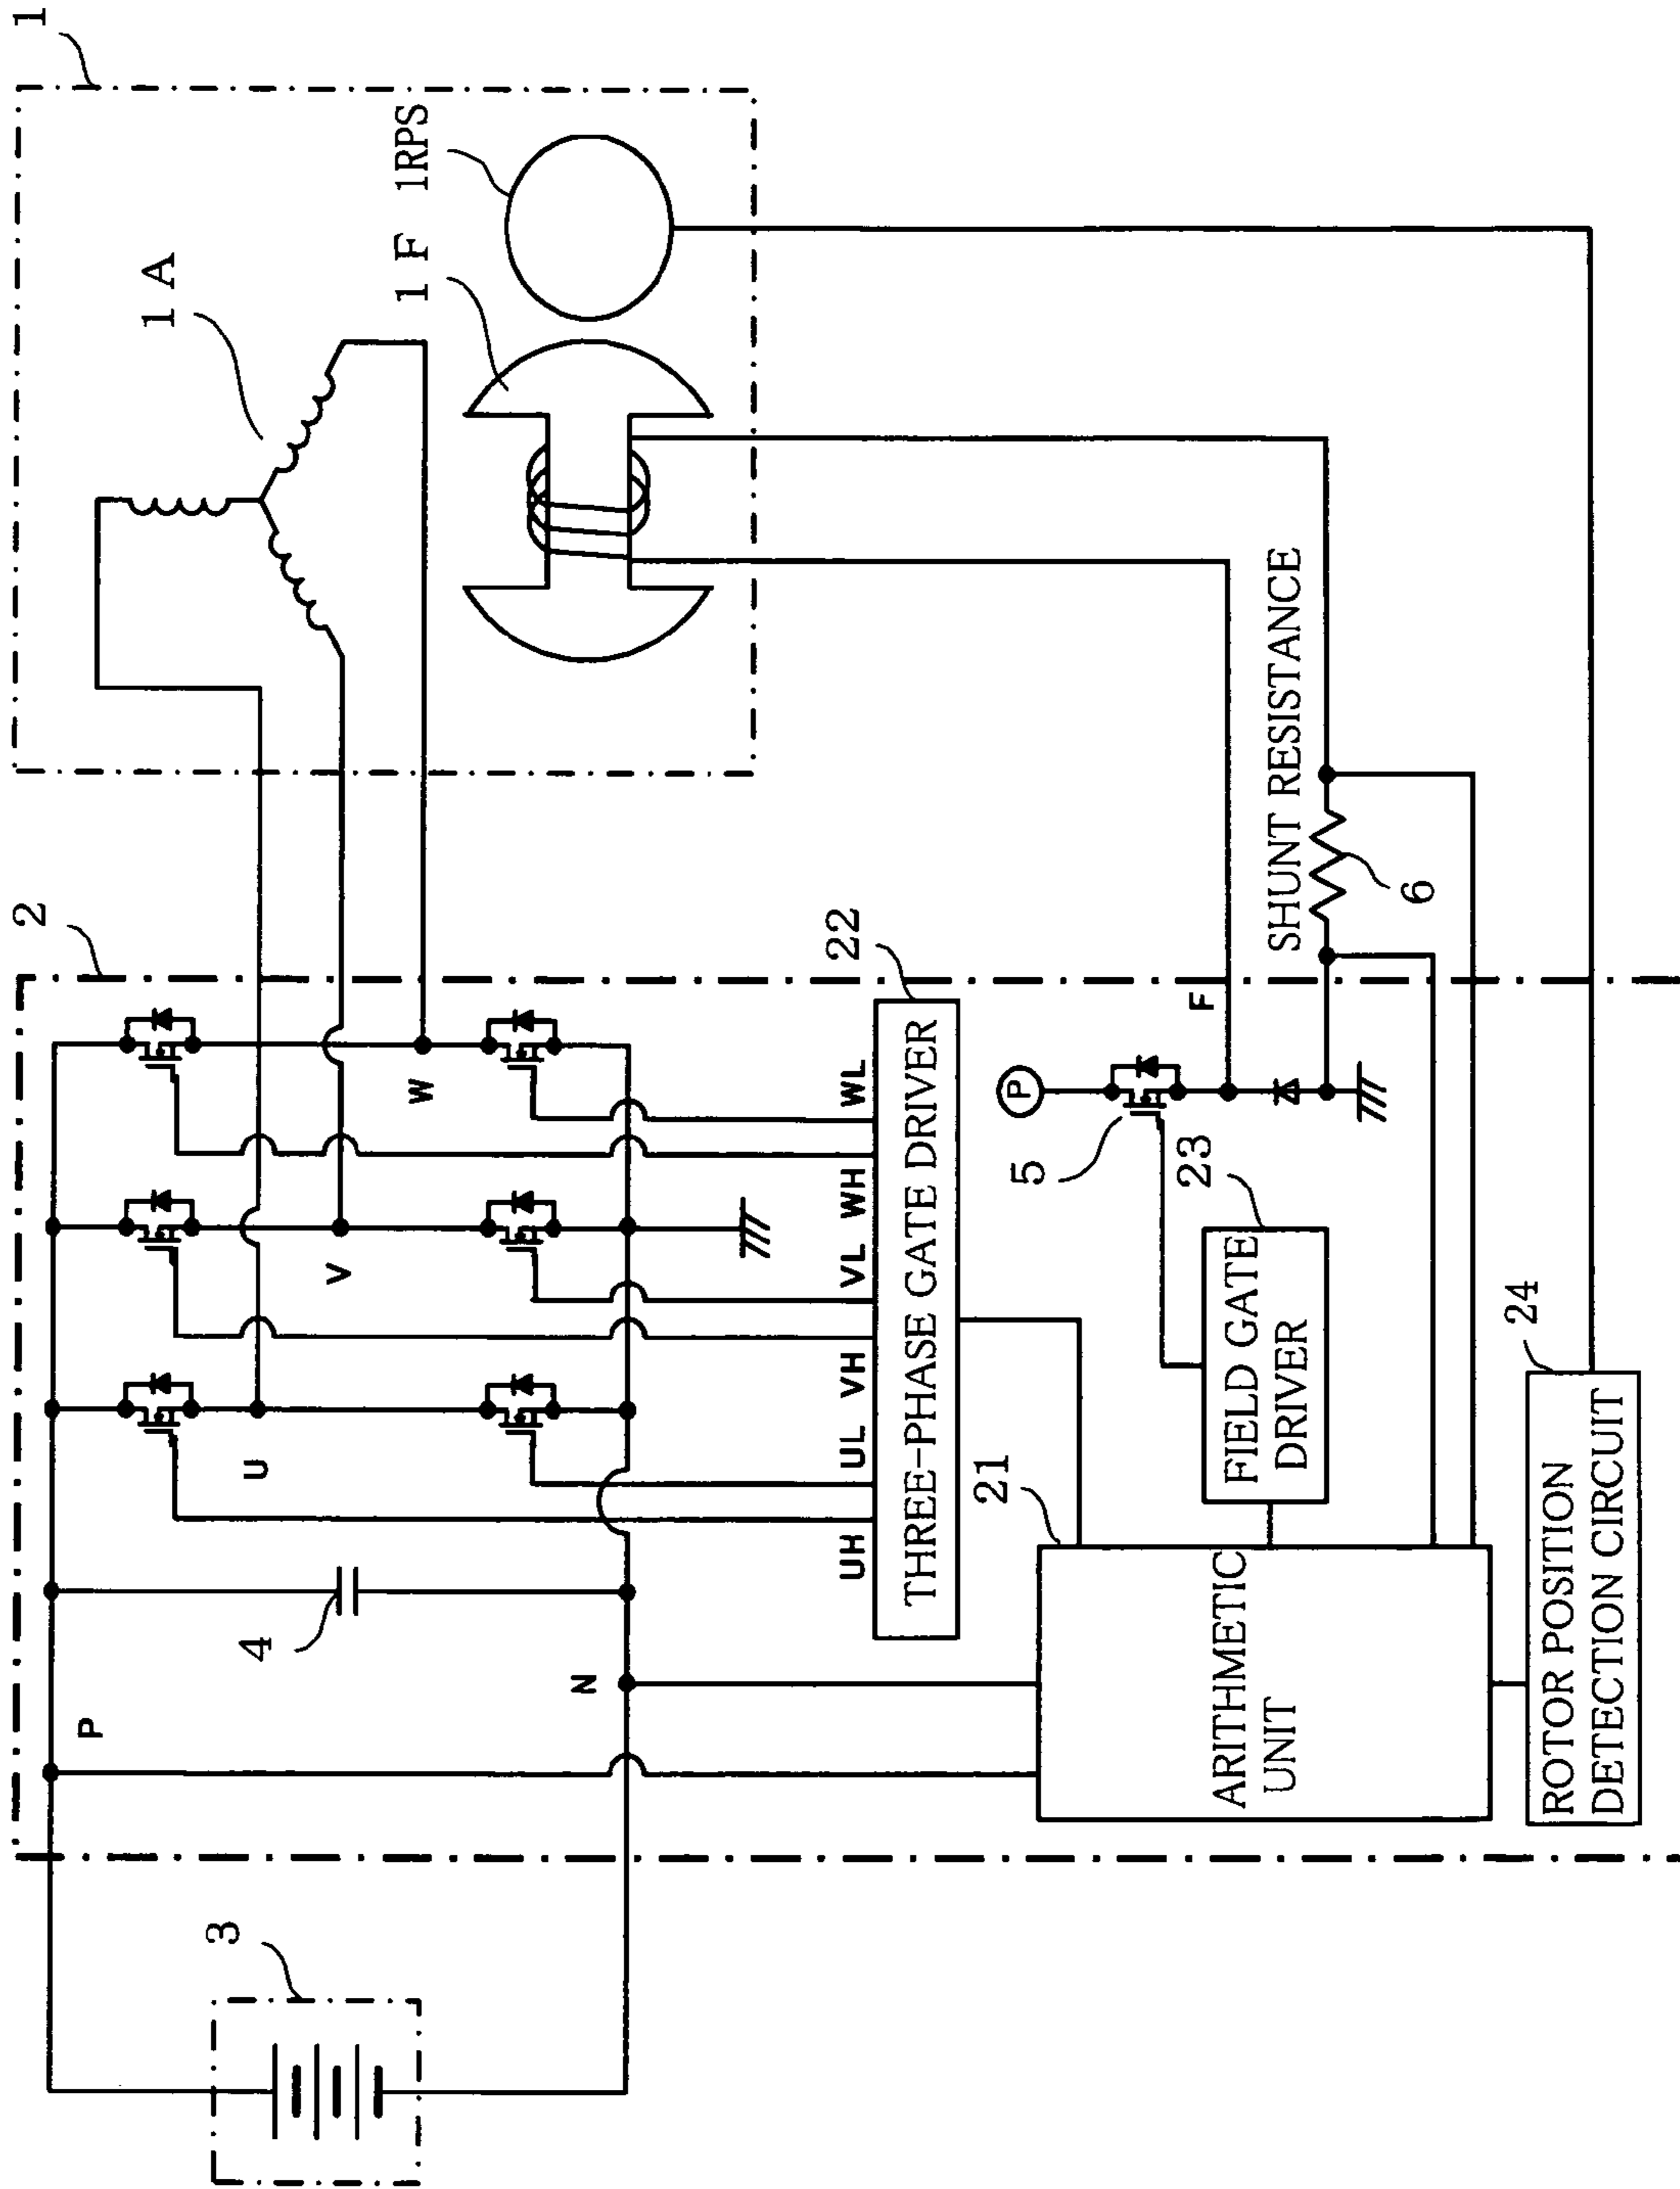 1
1 A
1 F
1RPS
2
3
P
4
N
U
V
W
UH
UL
VH
VL
WH
WL
22
THREE-PHASE GATE DRIVER
P
5
F
SHUNT RESISTANCE
6
21
ARITHMETIC
UNIT
23
FIELD GATE
DRIVER
24
ROTOR POSITION
DETECTION CIRCUIT